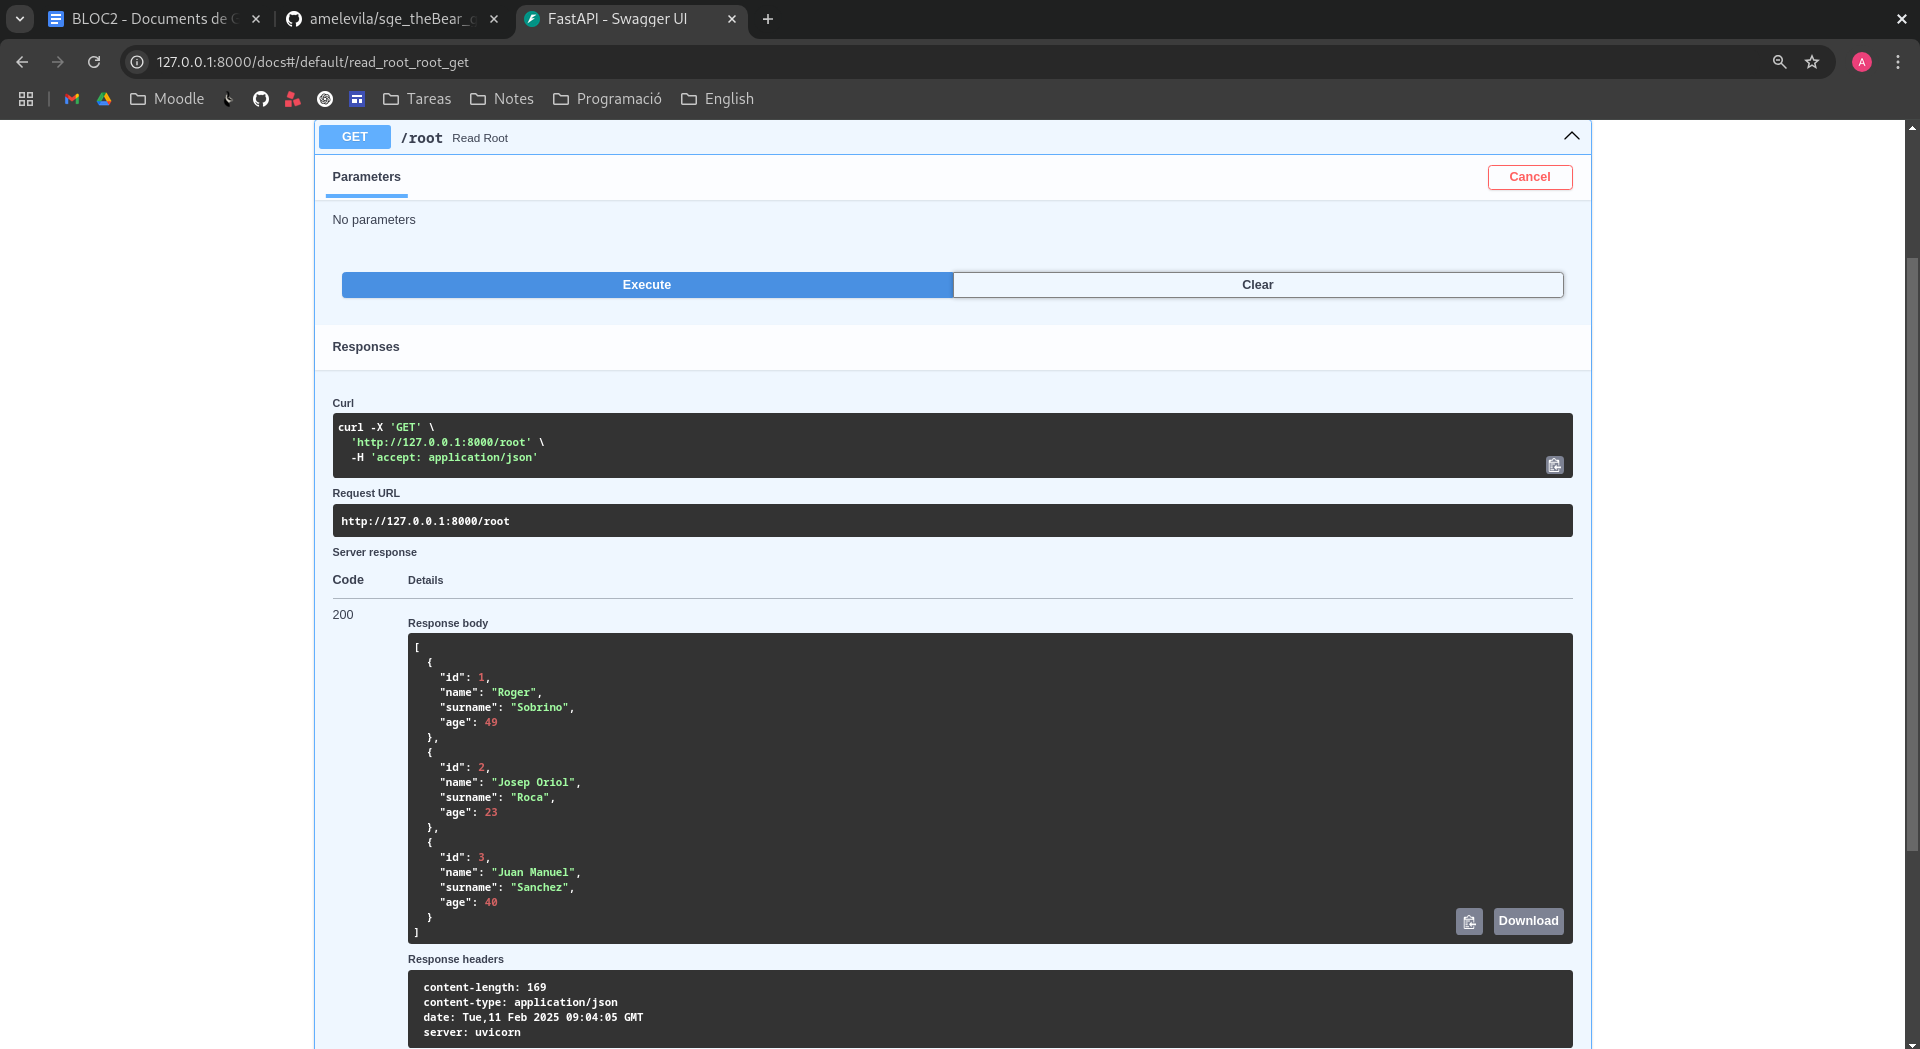 BLOC2 - Documents de G
amelevila/sge_theBear_g
FastAPI - Swagger UI
127.0.0.1:8000/docs#/default/read_root_root_get
A
Moodle
Tareas
Notes
Programació
English
GET /root Read Root
Parameters
Cancel
No parameters
Execute
Clear
Responses
Curl
curl -X 'GET' \
'http://127.0.0.1:8000/root' \
-H 'accept: application/json'
Request URL
http://127.0.0.1:8000/root
Server response
Code Details
200
Response body
[
{
"id": 1,
"name": "Roger",
"surname": "Sobrino",
"age": 49
},
{
"id": 2,
"name": "Josep Oriol",
"surname": "Roca",
"age": 23
},
{
"id": 3,
"name": "Juan Manuel",
"surname": "Sanchez",
"age": 40
}
]
Download
Response headers
content-length: 169
content-type: application/json
date: Tue,11 Feb 2025 09:04:05 GMT
server: uvicorn